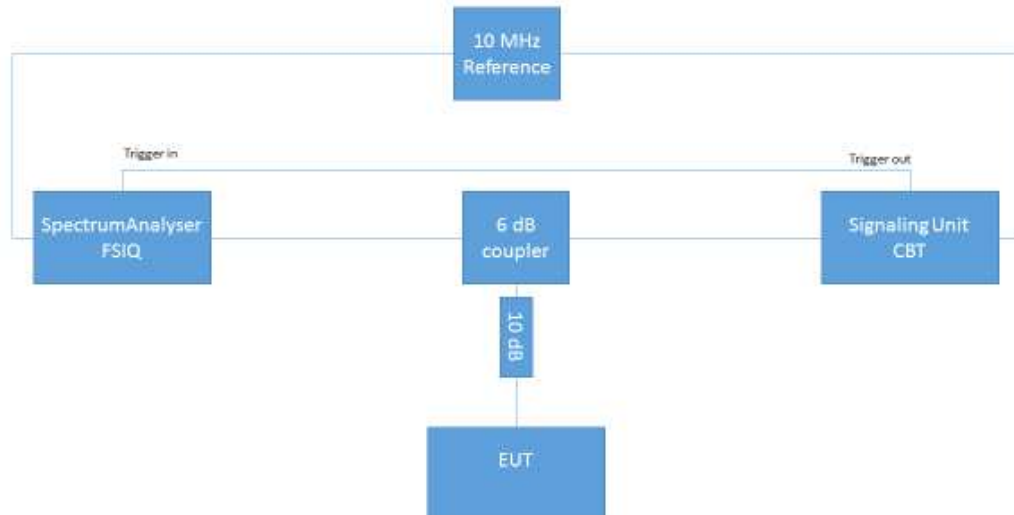 10 MHz
Reference
Trigger in
Trigger out
SpectrumAnalyser
FSIQ
6 dB
coupler
Signaling Unit
CBT
10 dB
EUT